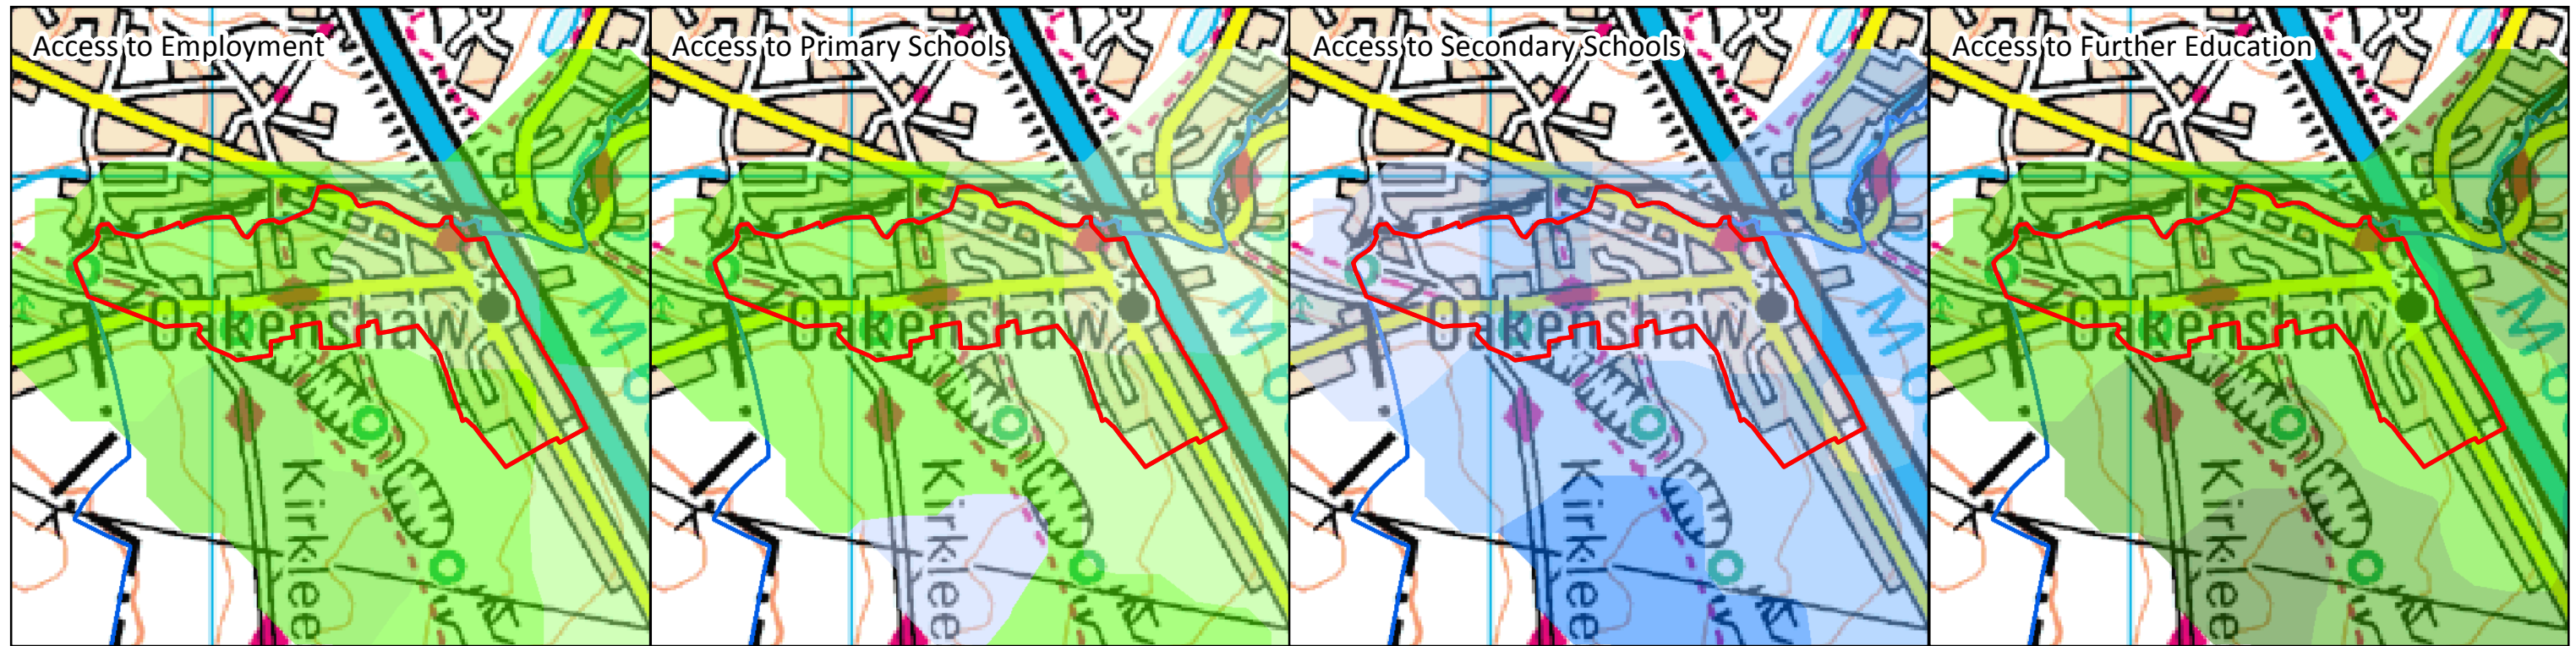 Access to Employment
Access to Primary Schools
Access to Secondary Schools
Access to Further Education
Oakenshaw
Oakenshaw
Oakenshaw
Oakenshaw
M
M
M
M
Kirklee
Kirklee
Kirklee
Kirklee